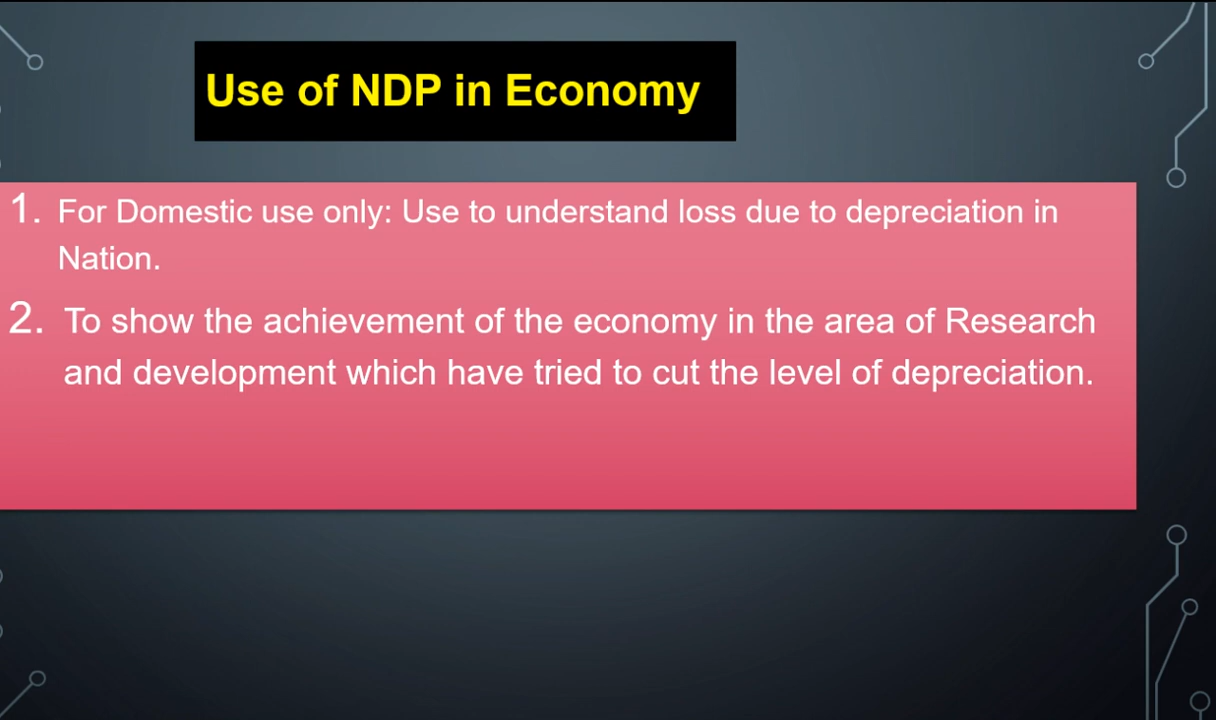 Use of NDP in Economy
1. For Domestic use only: Use to understand loss due to depreciation in
Nation.
2. To show the achievement of the economy in the area of Research
and development which have tried to cut the level of depreciation.